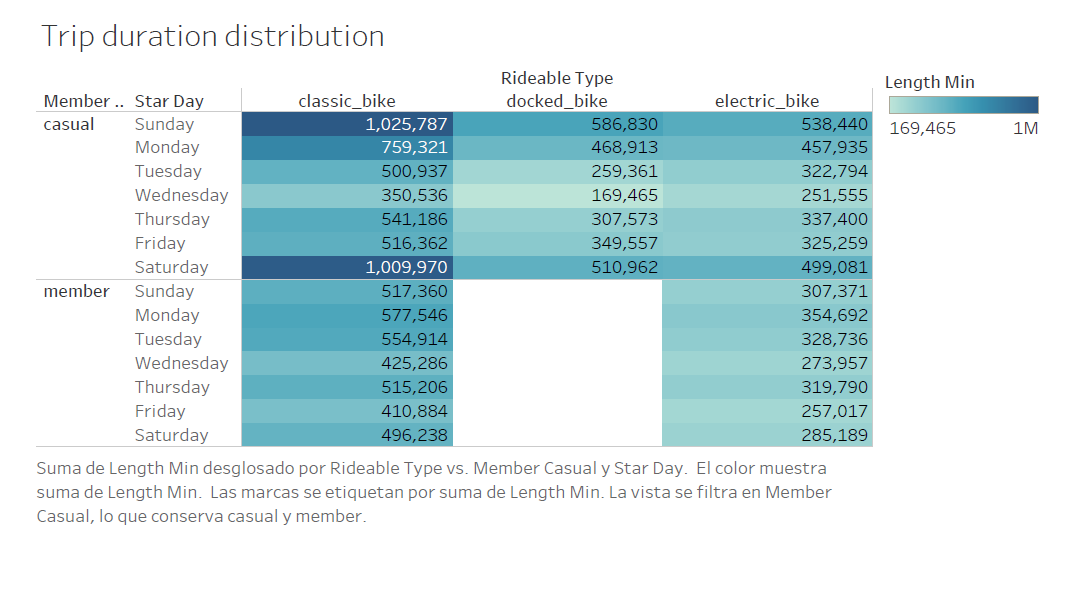 Trip duration distribution
Rideable Type
Member .. Star Day classic_bike docked_bike electric_bike
casual Sunday 1,025,787 586,830 538,440
Monday 759,321 468,913 457,935
Tuesday 500,937 259,361 322,794
Wednesday 350,536 169,465 251,555
Thursday 541,186 307,573 337,400
Friday 516,362 349,557 325,259
Saturday 1,009,970 510,962 499,081
member Sunday 517,360 307,371
Monday 577,546 354,692
Tuesday 554,914 328,736
Wednesday 425,286 273,957
Thursday 515,206 319,790
Friday 410,884 257,017
Saturday 496,238 285,189
Length Min
169,465 1M
Suma de Length Min desglosado por Rideable Type vs. Member Casual y Star Day. El color muestra
suma de Length Min. Las marcas se etiquetan por suma de Length Min. La vista se filtra en Member
Casual, lo que conserva casual y member.